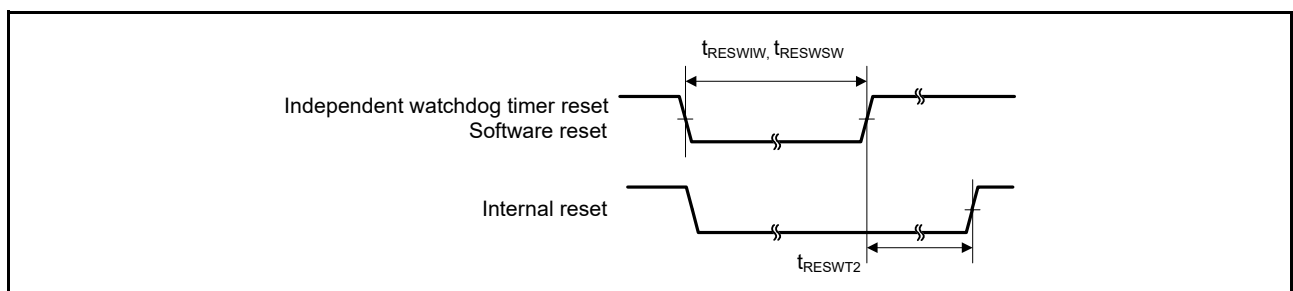 tRESWIW, tRESWSW
Independent watchdog timer reset
Software reset
Internal reset
tRESWT2